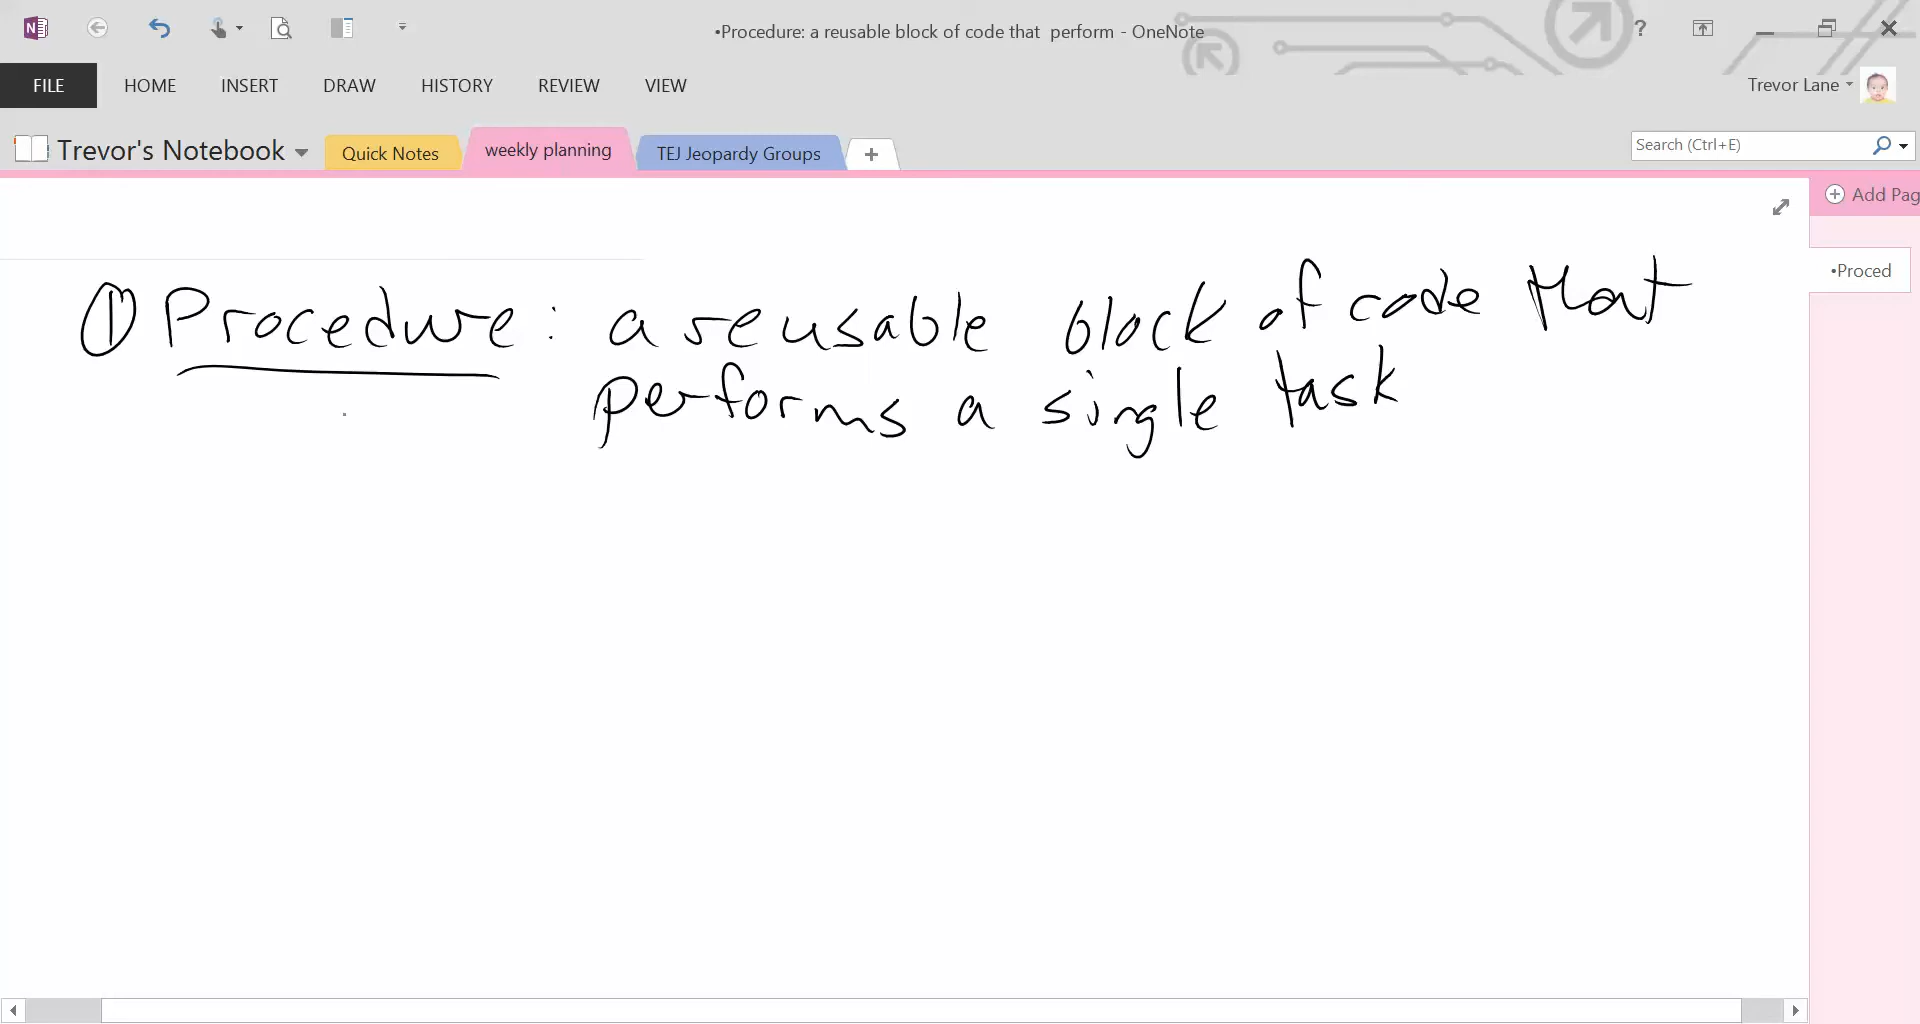 •Procedure: a reusable block of code that  perform - OneNote
?
FILE HOME INSERT DRAW HISTORY REVIEW VIEW
Trevor Lane
Trevor's Notebook Quick Notes weekly planning TEJ Jeopardy Groups +
Search (Ctrl+E)
Add Pag
•Proced
① Procedure: a reusable block of code that
performs a single task